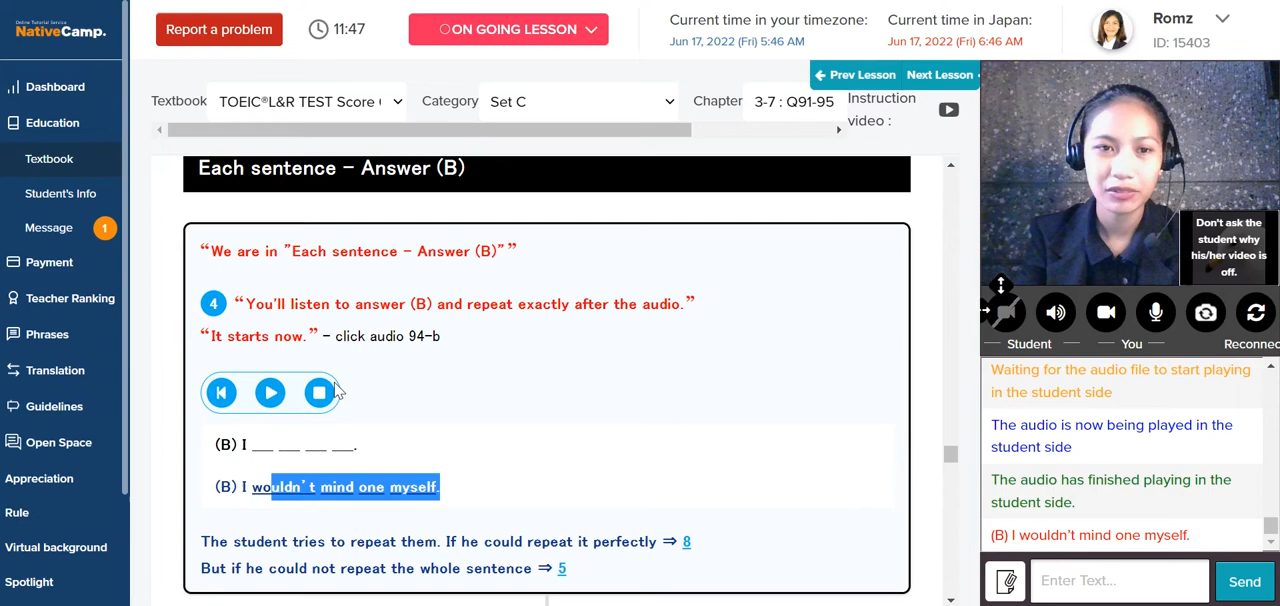 Online Tutorial Service
NativeCamp.
Report a problem
11:47
ON GOING LESSON
Current time in your timezone:
Jun 17, 2022 (Fri) 5:46 AM
Current time in Japan:
Jun 17, 2022 (Fri) 6:46 AM
Romz
ID: 15403
Dashboard
Education
Textbook
Student's Info
Message
1
Payment
Teacher Ranking
Phrases
Translation
Guidelines
Open Space
Appreciation
Rule
Virtual background
Spotlight
Prev Lesson
Next Lesson
Textbook
TOEIC®L&R TEST Score (
Category
Set C
Chapter
3-7 : Q91-95
Instruction
video :
Each sentence - Answer (B)
“We are in ”Each sentence - Answer (B)””
4 “You'll listen to answer (B) and repeat exactly after the audio.”
“It starts now.” - click audio 94-b
(B) I ___ ___ ___ ___.
(B) I wouldn't mind one myself.
The student tries to repeat them. If he could repeat it perfectly ⇒ 8
But if he could not repeat the whole sentence ⇒ 5
Don't ask the
student why
his/her video is
off.
Student
You
Reconnec
Waiting for the audio file to start playing
in the student side
The audio is now being played in the
student side
The audio has finished playing in the
student side.
(B) I wouldn't mind one myself.
Enter Text...
Send